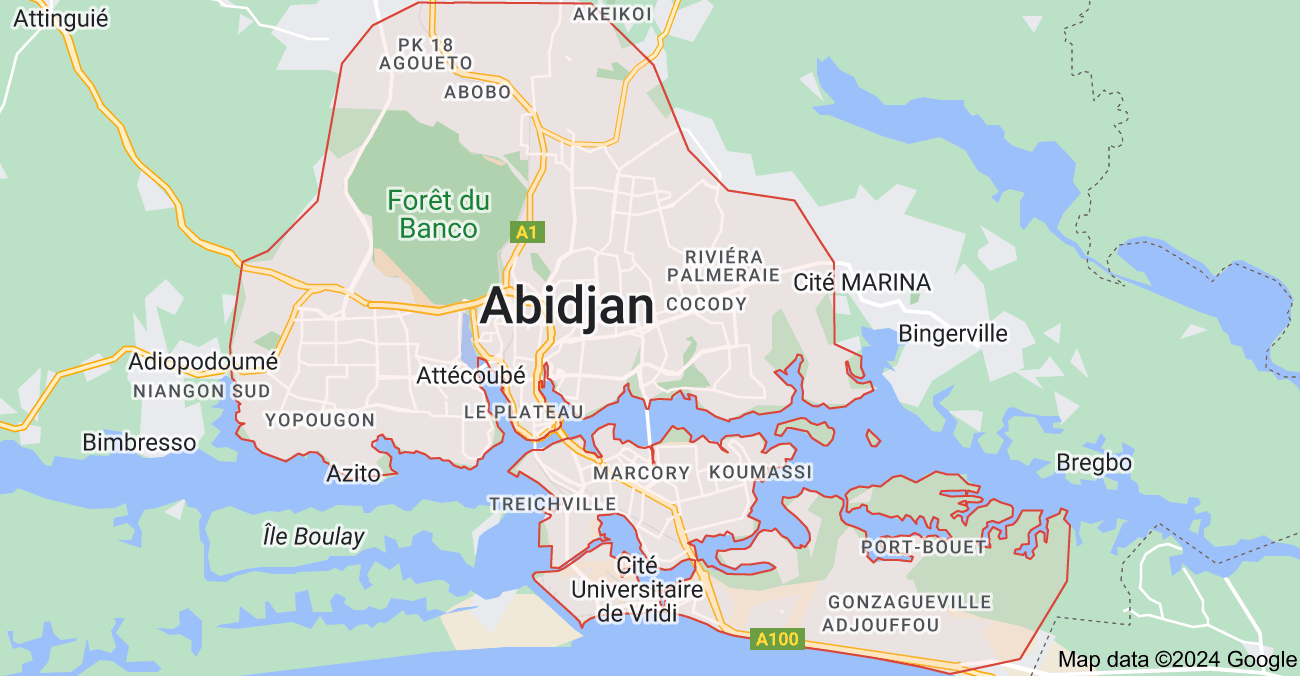 Attinguié
AKEIKOI
PK 18
AGOUETO
ABOBO
Forêt du
Banco
A1
RIVIÉRA
PALMERAIE
Cité MARINA
Abidjan
COCODY
Bingerville
Adiopodoumé
Attécoubé
NIANGON SUD
LE PLATEAU
YOPOUGON
Bimbresso
Bregbo
Azito
MARCORY
KOUMASSI
TREICHVILLE
Île Boulay
PORT-BOUET
Cité
Universitaire
de Vridi
GONZAGUEVILLE
ADJOUFFOU
A100
Map data ©2024 Google